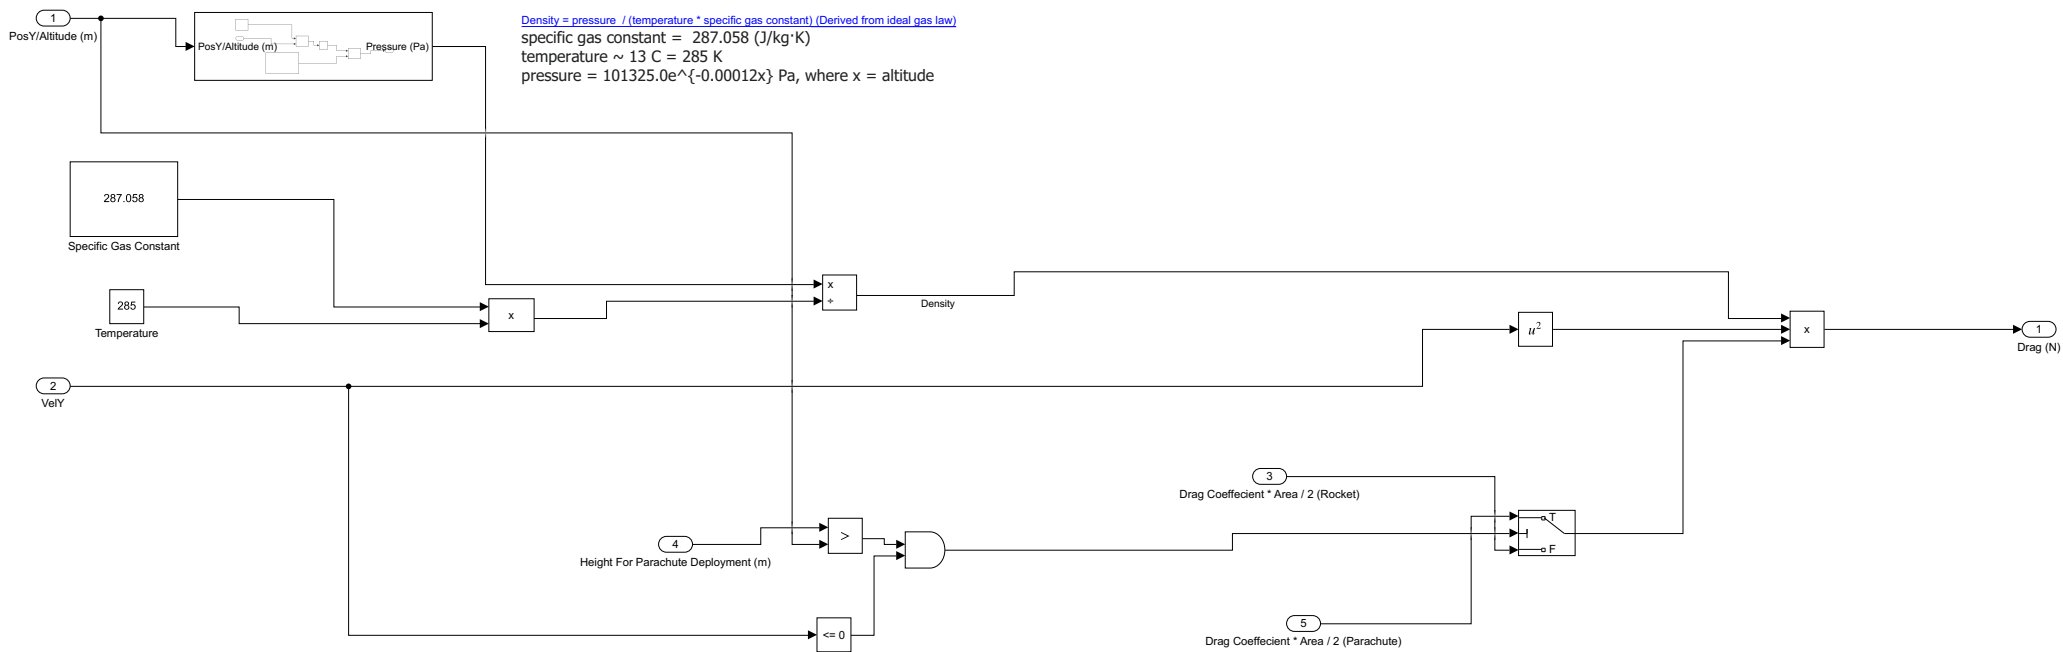 1
PosY/Altitude (m)
PosY/Altitude (m)
Pressure (Pa)
Density = pressure / (temperature * specific gas constant) (Derived from ideal gas law)
specific gas constant = 287.058 (J/kg·K)
temperature ~ 13 C = 285 K
pressure = 101325.0e^{-0.00012x} Pa, where x = altitude
287.058
Specific Gas Constant
285
Temperature
x
x
÷
Density
u²
x
1
Drag (N)
2
VelY
3
Drag Coeffecient * Area / 2 (Rocket)
4
Height For Parachute Deployment (m)
>
T
F
<= 0
5
Drag Coeffecient * Area / 2 (Parachute)